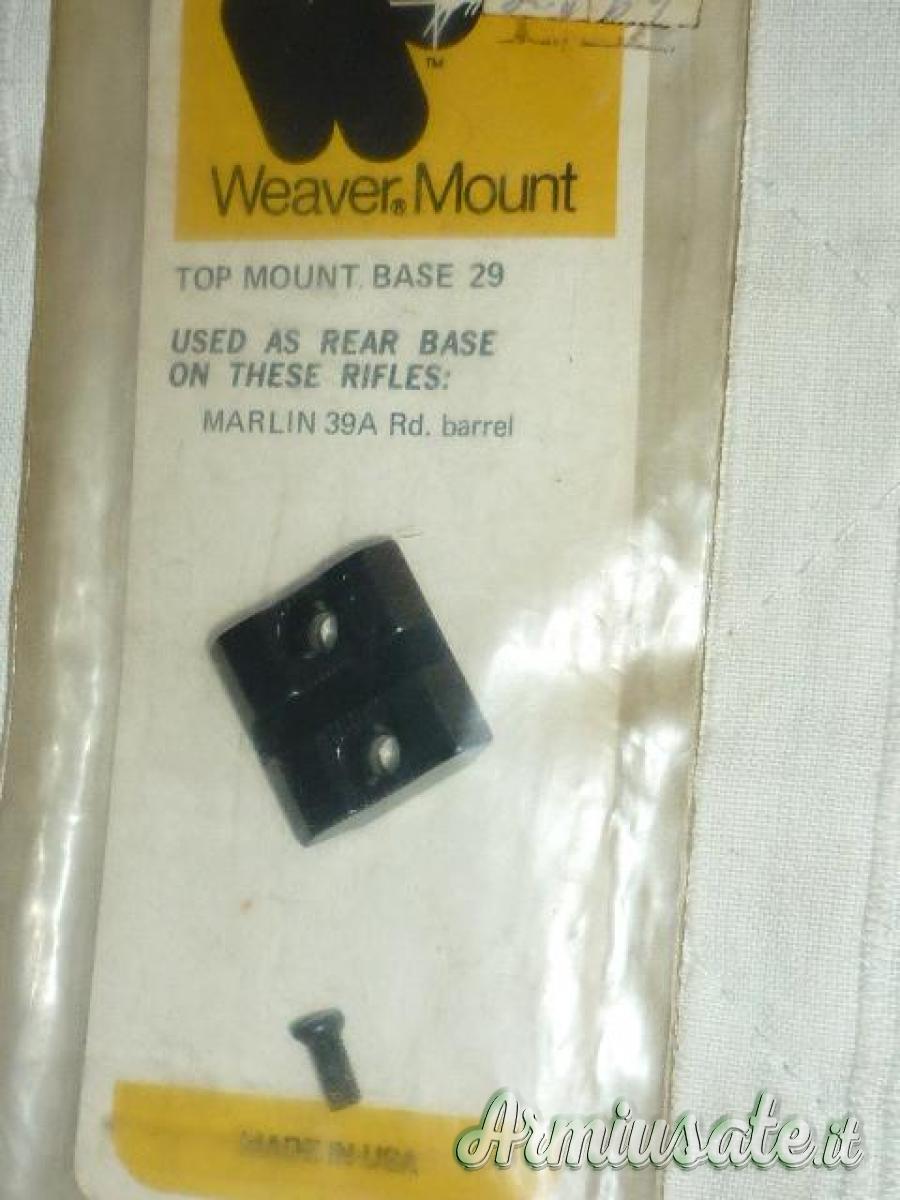 TM
Weaver® Mount
TOP MOUNT BASE 29
USED AS REAR BASE
ON THESE RIFLES:
MARLIN 39A Rd. barrel
MADE IN USA
Armiusate.it